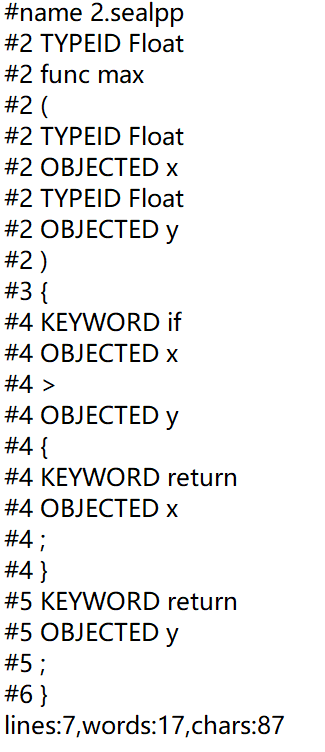 #name 2.sealpp
#2 TYPEID Float
#2 func max
#2 (
#2 TYPEID Float
#2 OBJECTED x
#2 TYPEID Float
#2 OBJECTED y
#2 )
#3 {
#4 KEYWORD if
#4 OBJECTED x
#4 >
#4 OBJECTED y
#4 {
#4 KEYWORD return
#4 OBJECTED x
#4 ;
#4 }
#5 KEYWORD return
#5 OBJECTED y
#5 ;
#6 }
lines:7,words:17,chars:87